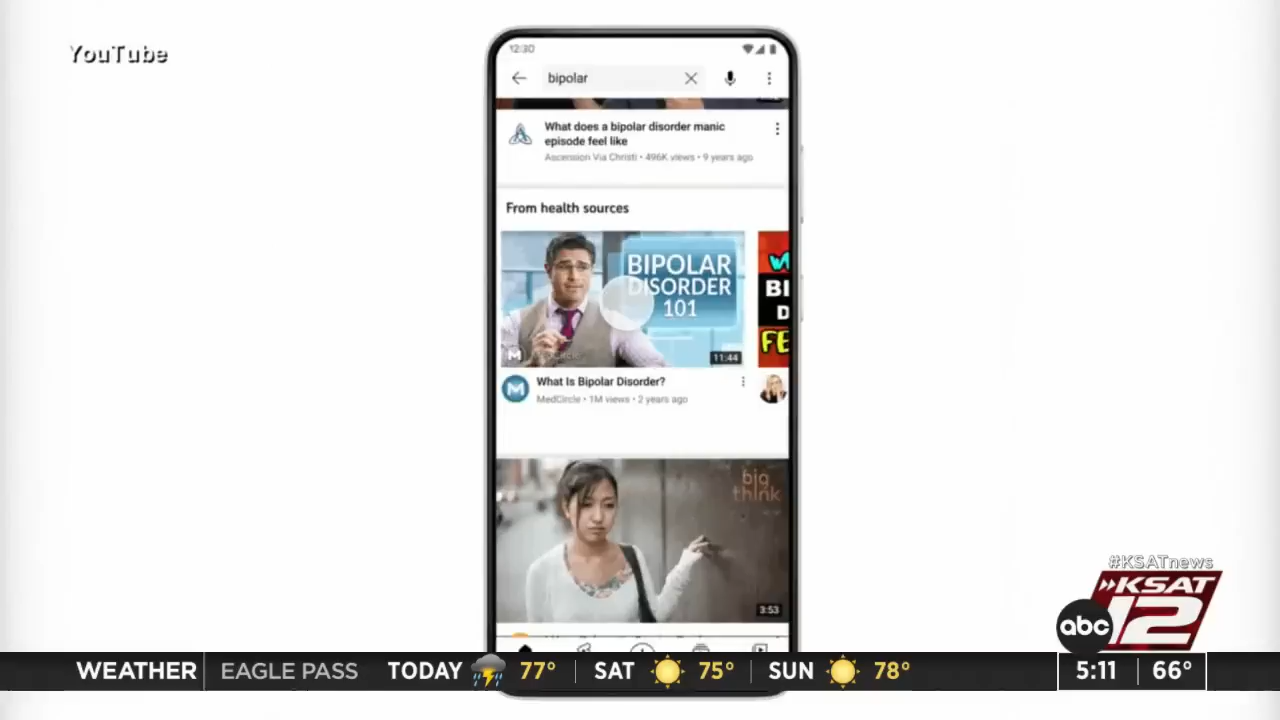 YouTube
12:30
bipolar
What does a bipolar disorder manic
episode feel like
Ascension Via Christi • 496K views • 9 years ago
From health sources
BIPOLAR
DISORDER
101
MedCircle
11:44
BI
D
FE
What Is Bipolar Disorder?
MedCircle • 1M views • 2 years ago
big
think
3:53
#KSATnews
KSAT
12
abc
WEATHER EAGLE PASS TODAY 77° SAT 75° SUN 78° 5:11 66°